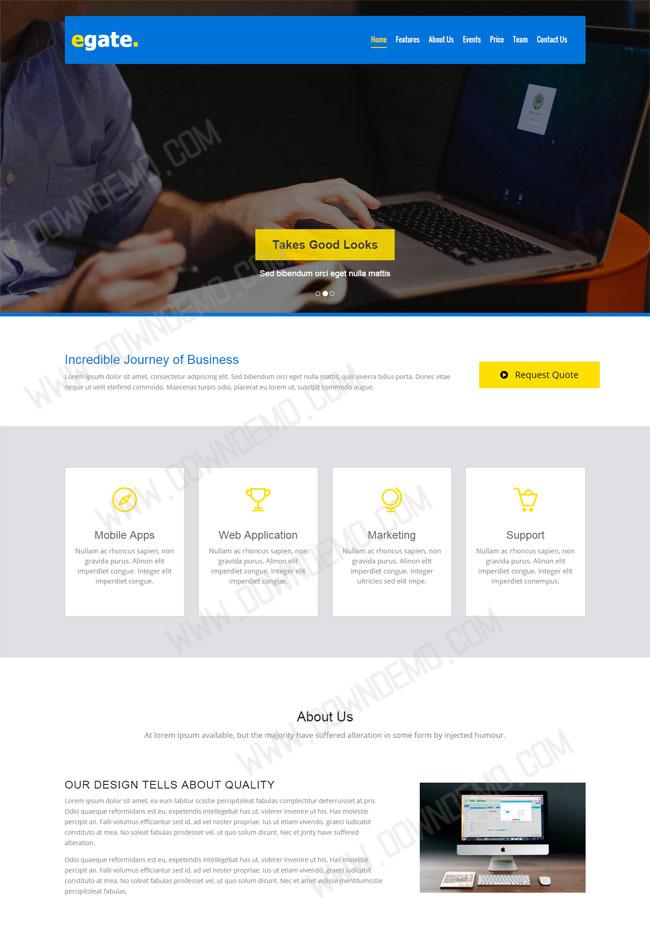 egate.
Home Features About Us Events Price Team Contact Us
Takes Good Looks
Sed bibendum orci eget nulla mattis
Incredible Journey of Business
Lorem ipsum dolor sit amet, consectetur adipiscing elit. Sed bibendum orci eget nulla mattis, quis viverra tellus porta. Donec vitae
neque ut velit eleifend commodo. Maecenas turpis odio, placerat eu lorem ut, suscipit commodo augue.
Request Quote
Mobile Apps
Nullam ac rhoncus sapien, non
gravida purus. Alinon elit
imperdiet congue. Integer elit
imperdiet congue.
Web Application
Nullam ac rhoncus sapien, non
gravida purus. Alinon elit
imperdiet congue. Integer elit
imperdiet congue.
Marketing
Nullam ac rhoncus sapien, non
gravida purus. Alinon elit
imperdiet congue. Integer
ultricies sed elit impe.
Support
Nullam ac rhoncus sapien, non
gravida purus. Alinon elit
imperdiet congue. Integer elit
imperdiet conempus.
About Us
At lorem Ipsum available, but the majority have suffered alteration in some form by injected humour.
OUR DESIGN TELLS ABOUT QUALITY
Lorem ipsum dolor sit amet, ea eum labitur scsstie percipitoleat fabulas complectitur deterruisset at pro.
Odio quaeque reformidans est eu, expetendis intellegebat has ut, viderer invenire ut his. Has molestie
percipit an. Falli volumus efficiantur sed id, ad vel noster propriae. Ius ut etiam vivendo, graeci iudicabit
constituto at mea. No soleat fabulas prodesset vel, ut quo solum dicunt. Nec et jority have suffered
alteration.
Odio quaeque reformidans est eu, expetendis intellegebat has ut, viderer invenire ut his. Has molestie
percipit an. Falli volumus efficiantur sed id, ad vel noster propriae. Ius ut etiam vivendo, graeci iudicabit
constituto at mea. No soleat fabulas prodesset vel, ut quo solum dicunt. Nec et amet vidisse mentitumsstie
percipitoleat fabulas.
WWW.DOWNDEMO.COM
WWW.DOWNDEMO.COM
WWW.DOWNDEMO.COM
WWW.DOWNDEMO.COM